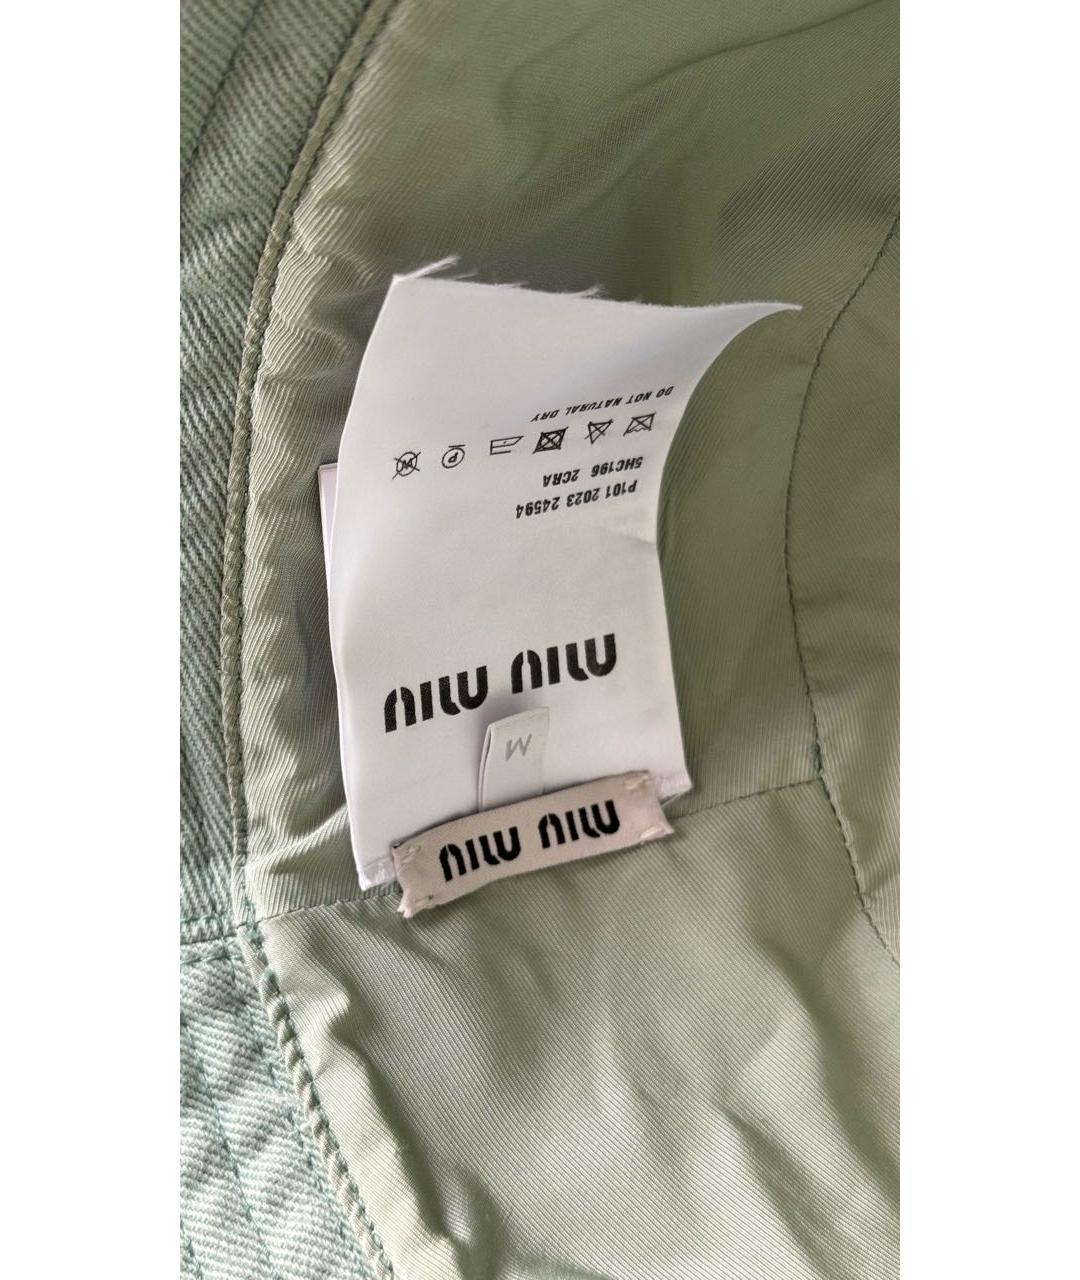 MIU MIU
M
MIU MIU
P101 2023 24594
5HC196 2CRA
DO NOT NATURAL DRY